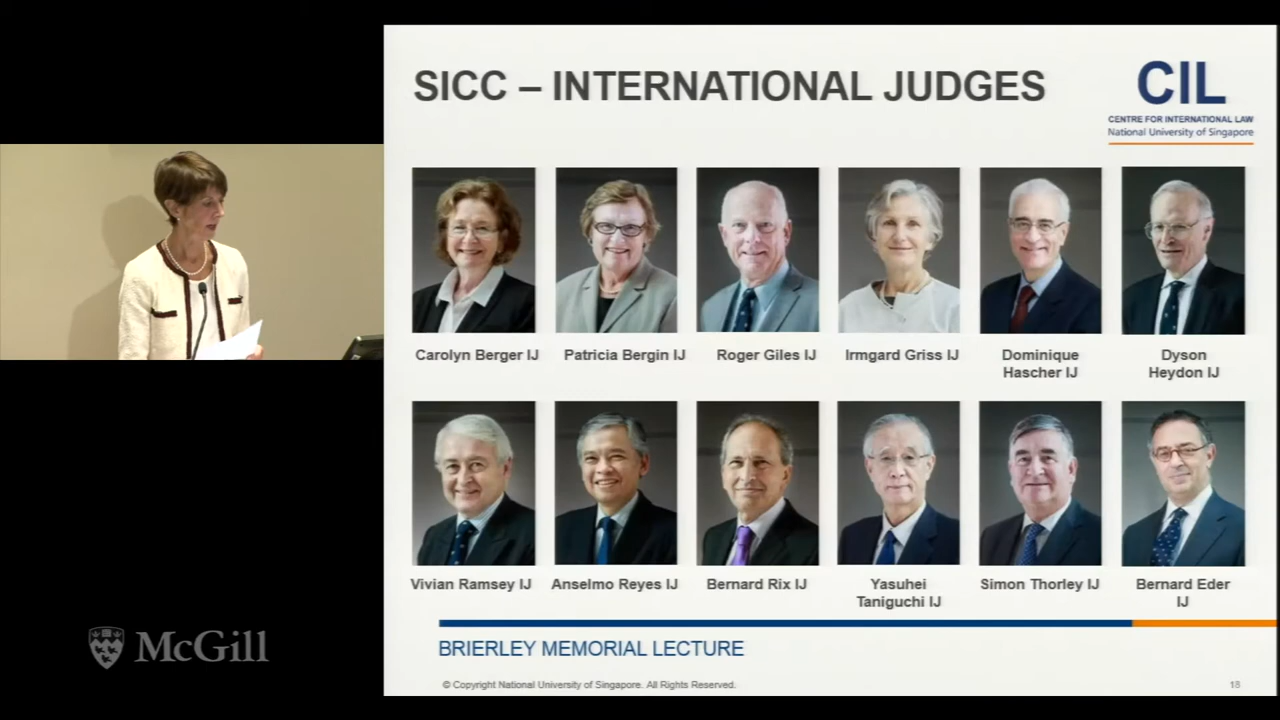 SICC – INTERNATIONAL JUDGES
CIL
CENTRE FOR INTERNATIONAL LAW
National University of Singapore
Carolyn Berger IJ
Patricia Bergin IJ
Roger Giles IJ
Irmgard Griss IJ
Dominique
Hascher IJ
Dyson
Heydon IJ
Vivian Ramsey IJ
Anselmo Reyes IJ
Bernard Rix IJ
Yasuhei
Taniguchi IJ
Simon Thorley IJ
Bernard Eder
IJ
McGill
BRIERLEY MEMORIAL LECTURE
© Copyright National University of Singapore. All Rights Reserved.
18